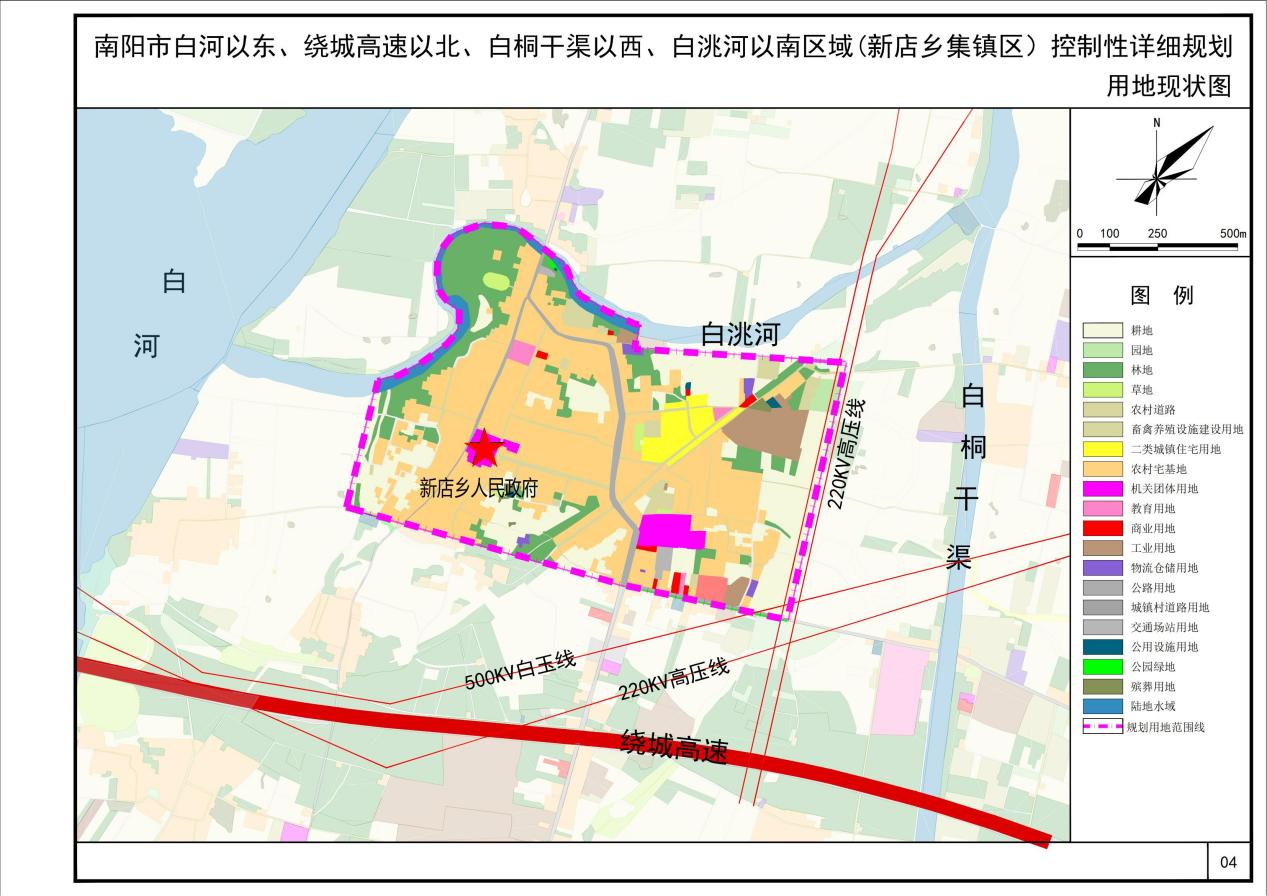 南阳市白河以东、绕城高速以北、白桐干渠以西、白洮河以南区域(新店乡集镇区)控制性详细规划
用地现状图
N
0 100 250 500m
白
河
白洮河
220KV高压线
白
桐
干
渠
新店乡人民政府
500KV白玉线
220KV高压线
绕城高速
图 例
耕地
园地
林地
草地
农村道路
畜禽养殖设施建设用地
二类城镇住宅用地
农村宅基地
机关团体用地
教育用地
商业用地
工业用地
物流仓储用地
公路用地
城镇村道路用地
交通场站用地
公用设施用地
公园绿地
殡葬用地
陆地水域
规划用地范围线
04